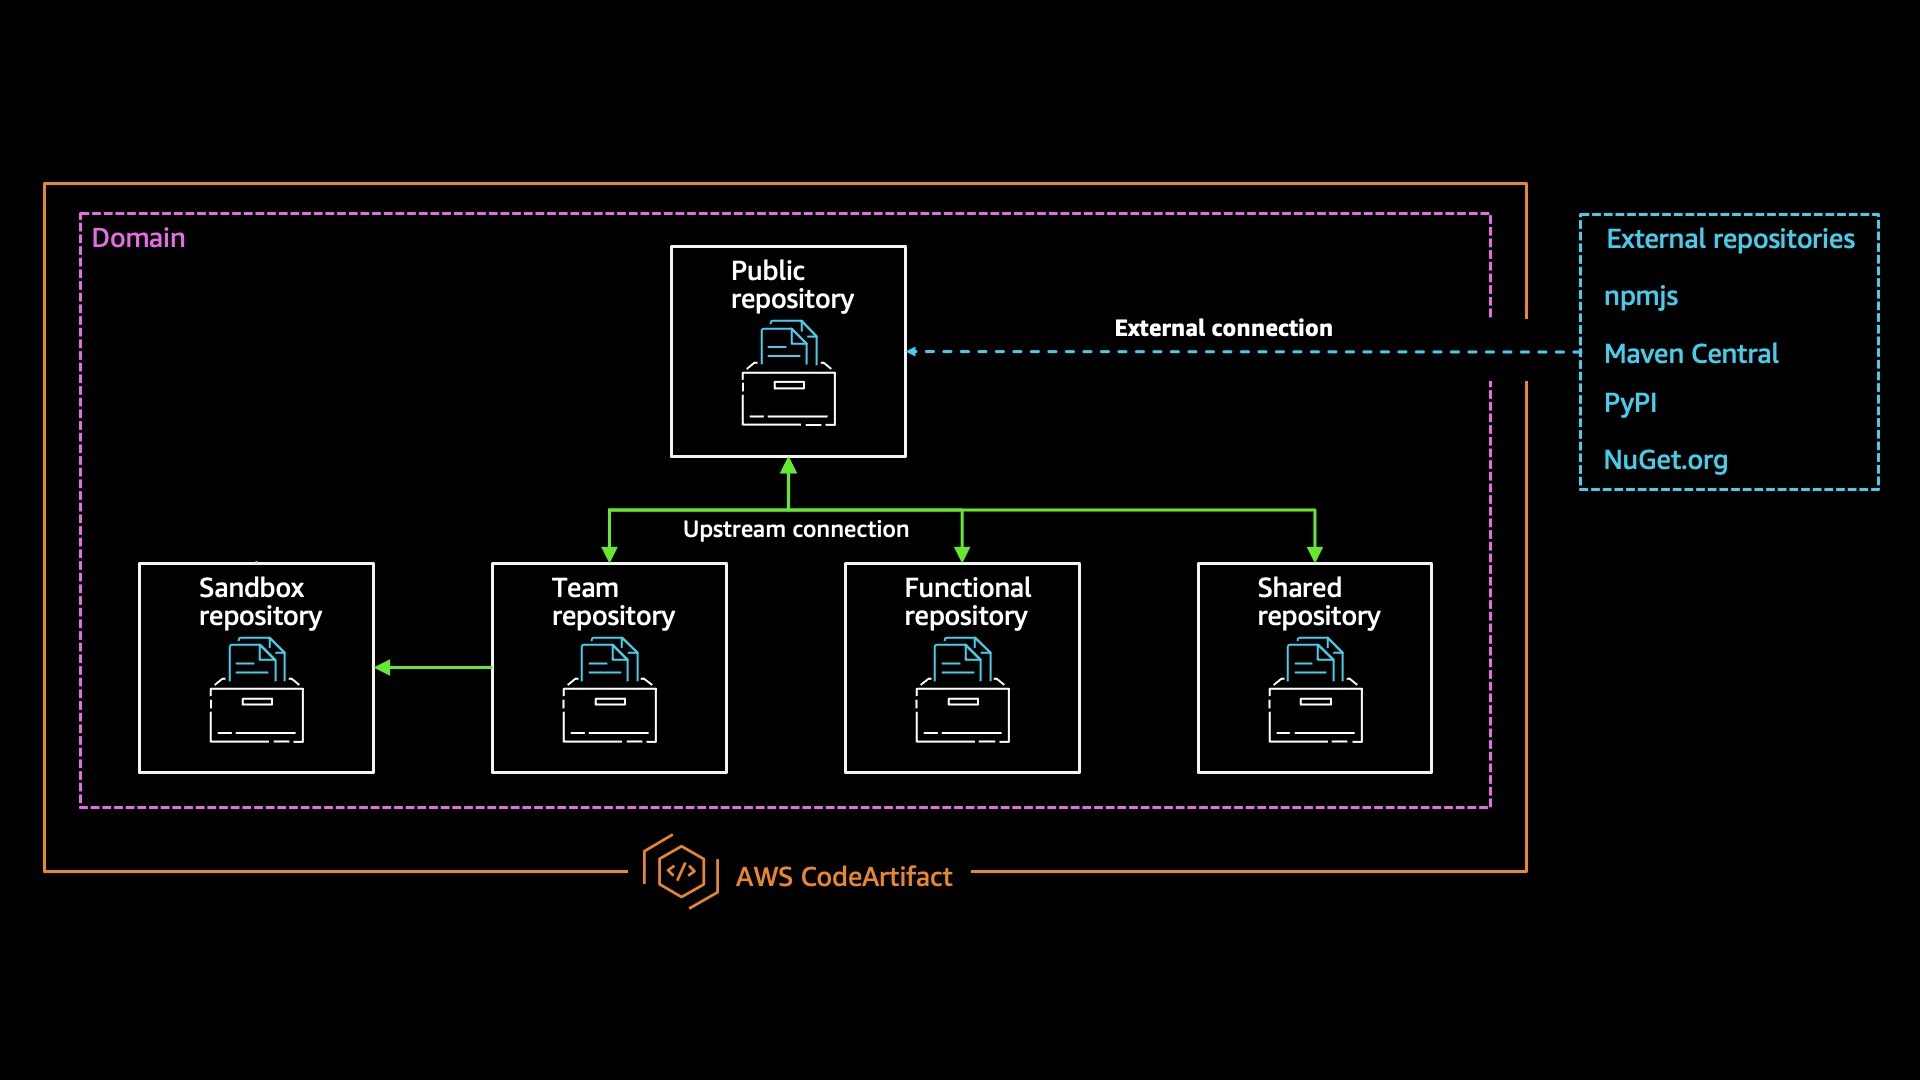 Domain
Public
repository
External connection
External repositories
npmjs
Maven Central
PyPI
NuGet.org
Upstream connection
Sandbox
repository
Team
repository
Functional
repository
Shared
repository
</> AWS CodeArtifact